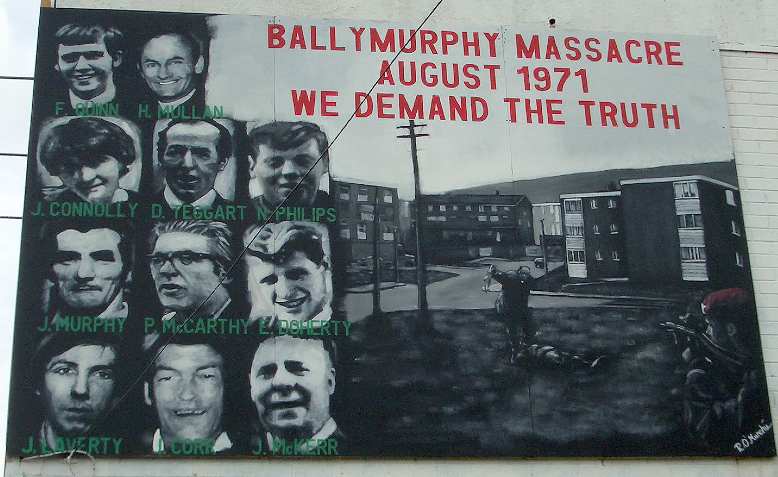 BALLYMURPHY MASSACRE
AUGUST 1971
WE DEMAND THE TRUTH
F. QUINN H. MULLAN
J. CONNOLLY D. TEGGART N. PHILIPS
J. MURPHY P. MCCARTHY E. DOHERTY
J. LAVERTY J. CORR J. MCKERR